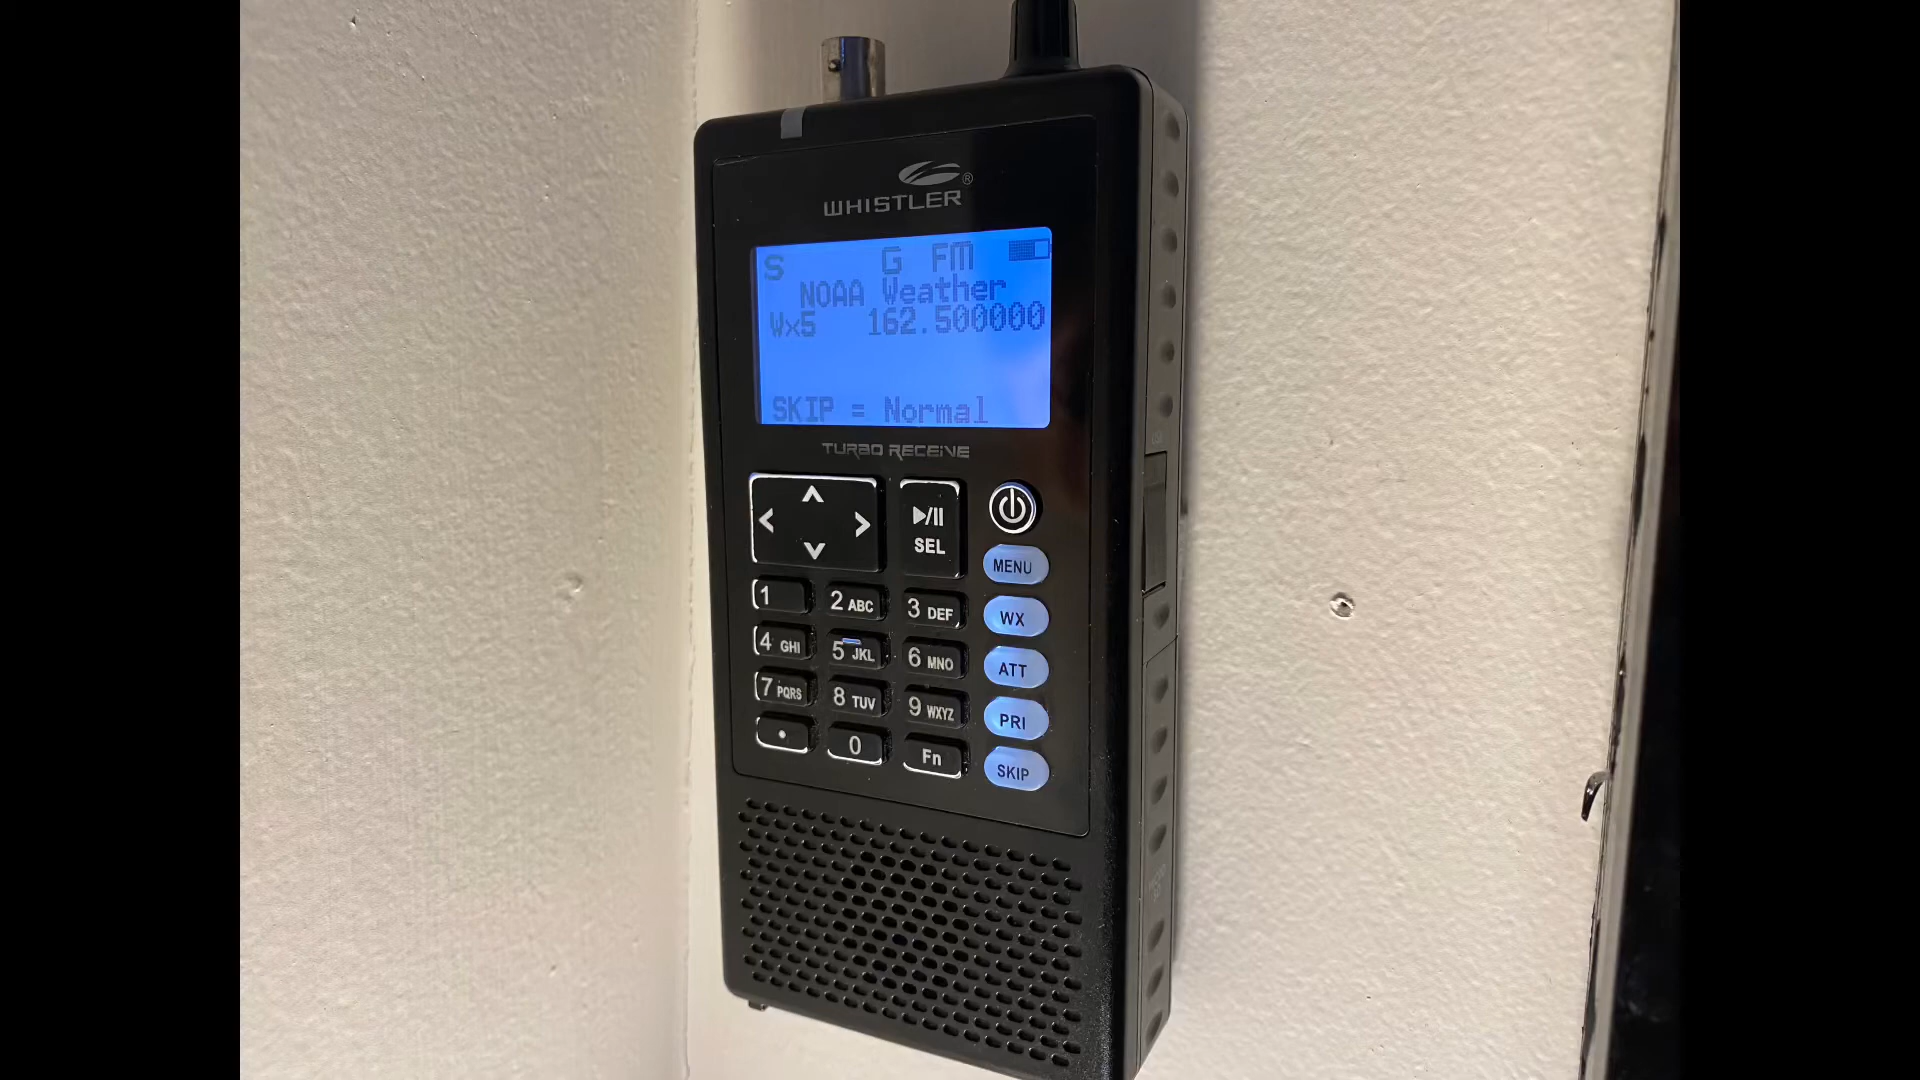 WHISTLER®
S G FM
NOAA Weather
Wx5 162.500000
SKIP = Normal
TURBO RECEIVE
SEL
MENU
1
2 ABC
3 DEF
WX
4 GHI
5 JKL
6 MNO
ATT
7 PQRS
8 TUV
9 WXYZ
PRI
0
Fn
SKIP